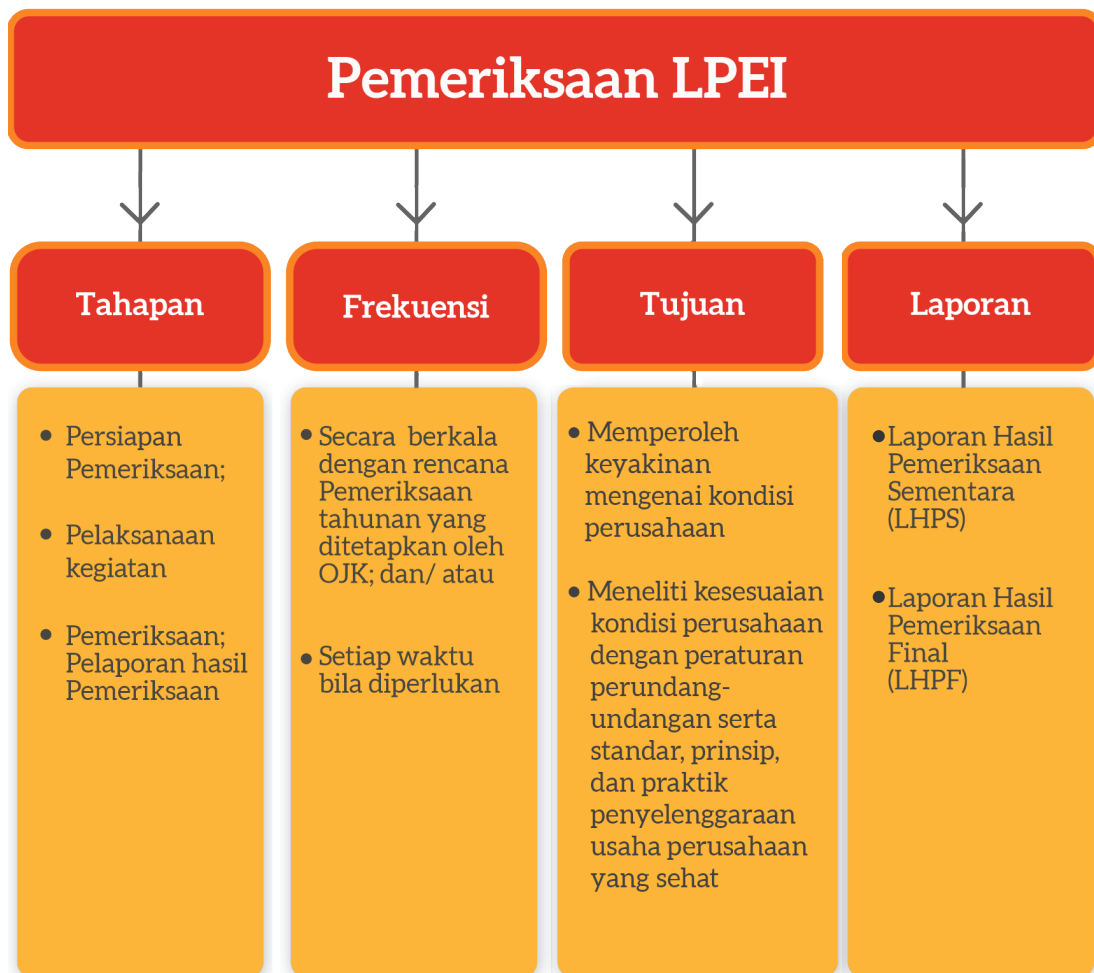 Pemeriksaan LPEI
Tahapan
• Persiapan
Pemeriksaan;
• Pelaksanaan
kegiatan
• Pemeriksaan;
Pelaporan hasil
Pemeriksaan
Frekuensi
• Secara berkala
dengan rencana
Pemeriksaan
tahunan yang
ditetapkan oleh
OJK; dan/ atau
• Setiap waktu
bila diperlukan
Tujuan
• Memperoleh
keyakinan
mengenai kondisi
perusahaan
• Meneliti kesesuaian
kondisi perusahaan
dengan peraturan
perundang-
undangan serta
standar, prinsip,
dan praktik
penyelenggaraan
usaha perusahaan
yang sehat
Laporan
• Laporan Hasil
Pemeriksaan
Sementara
(LHPS)
• Laporan Hasil
Pemeriksaan
Final
(LHPF)